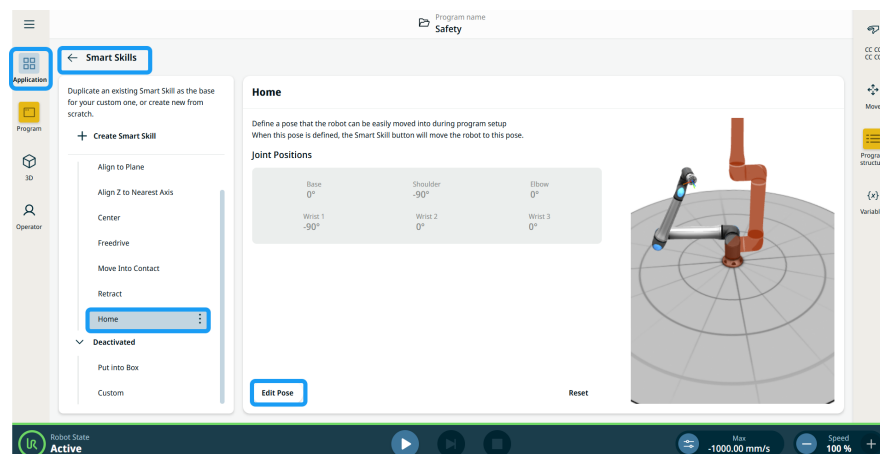 Program name
Safety
Application
Program
3D
Operator
← Smart Skills
Duplicate an existing Smart Skill as the base
for your custom one, or create new from
scratch.
+ Create Smart Skill
Align to Plane
Align Z to Nearest Axis
Center
Freedrive
Move Into Contact
Retract
Home
Deactivated
Put into Box
Custom
Home
Define a pose that the robot can be easily moved into during program setup
When this pose is defined, the Smart Skill button will move the robot to this pose.
Joint Positions
Base Shoulder Elbow
0° -90° 0°
Wrist 1 Wrist 2 Wrist 3
-90° 0° 0°
Edit Pose Reset
Move
{x}
Robot State
Active
Max
-1000.00 mm/s
Speed
100 %